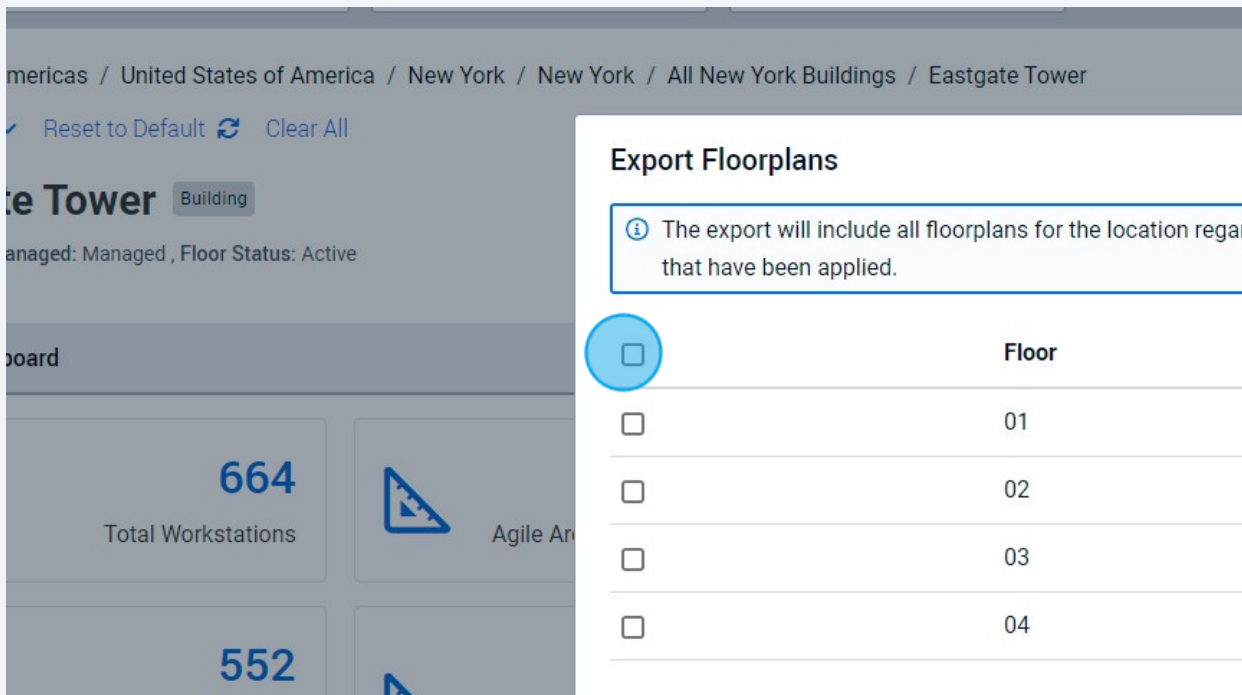 mericas / United States of America / New York / New York / All New York Buildings / Eastgate Tower
Reset to Default Clear All
te Tower Building
anaged: Managed , Floor Status: Active
board
664
Total Workstations
Agile Are
552
Export Floorplans
The export will include all floorplans for the location regar
that have been applied.
Floor
01
02
03
04